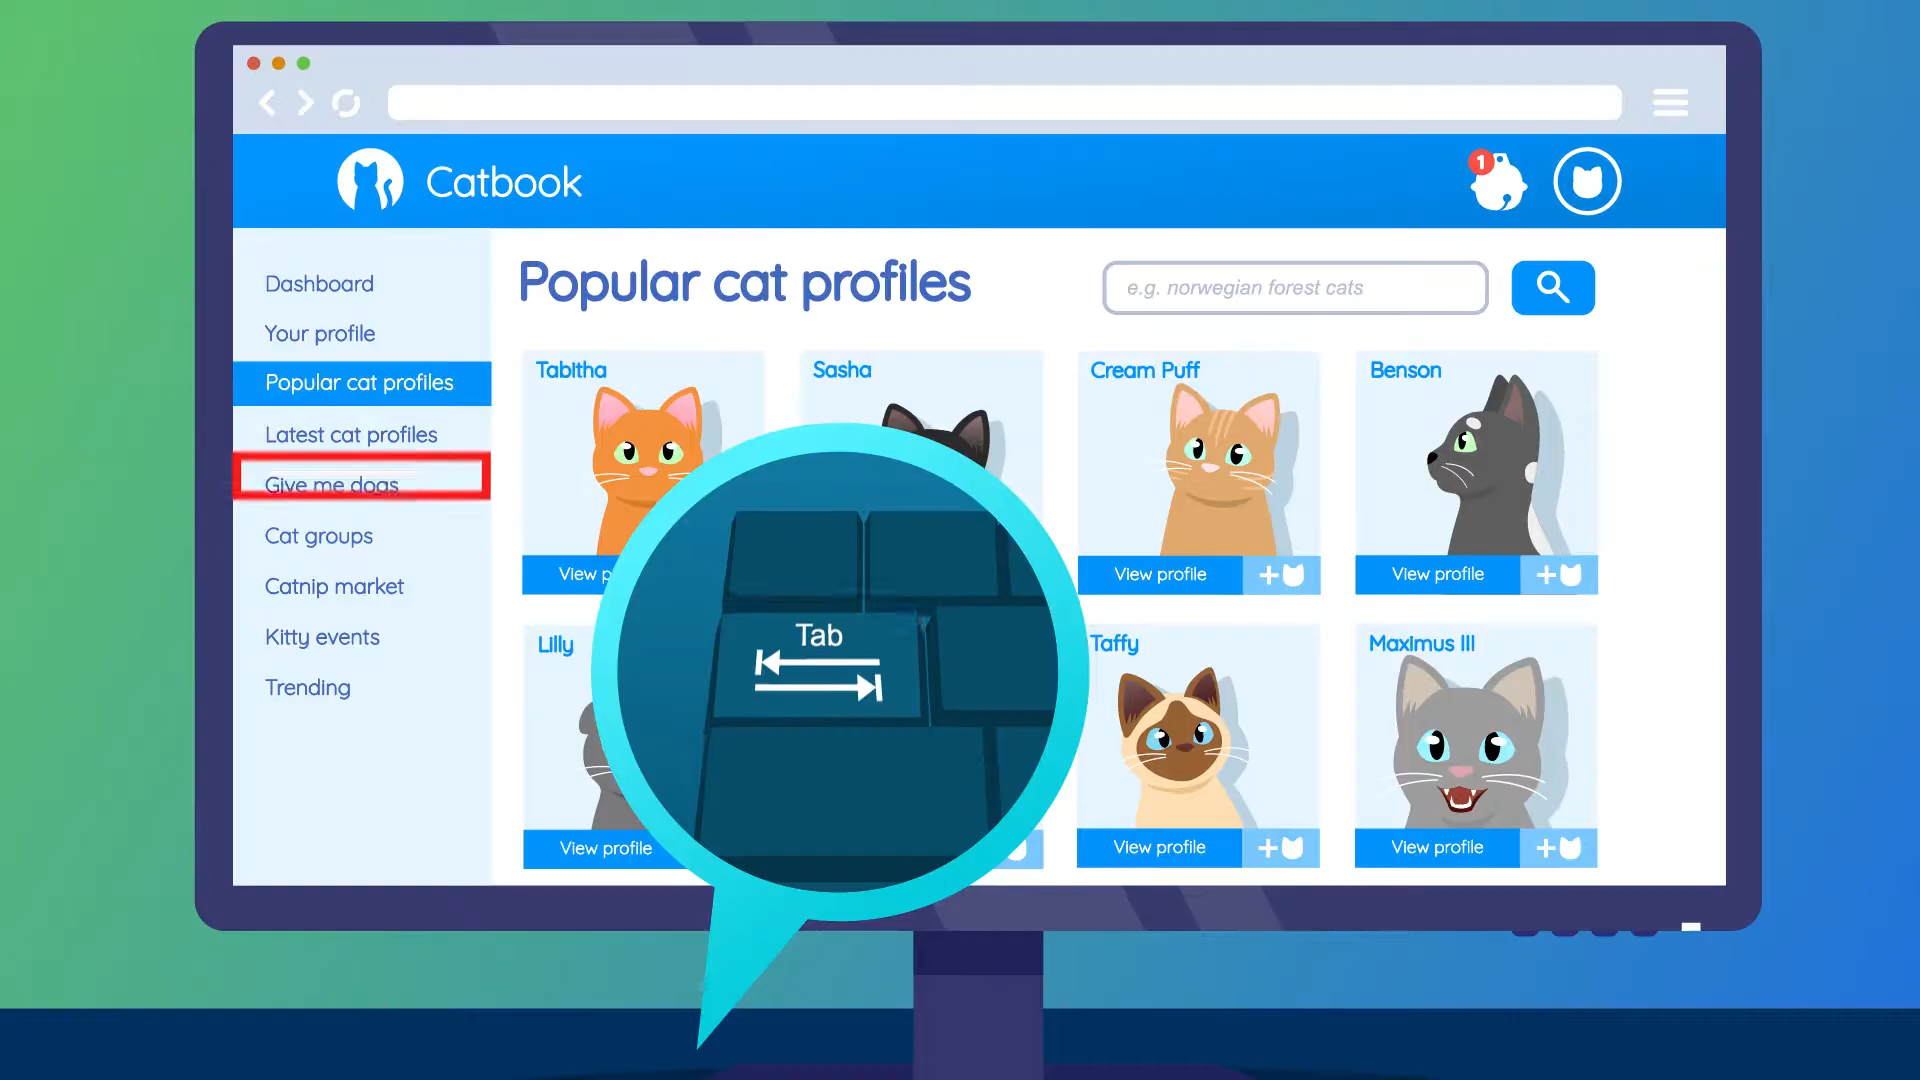 Catbook
1
Dashboard
Your profile
Popular cat profiles
Latest cat profiles
Give me dogs
Cat groups
Catnip market
Kitty events
Trending
Popular cat profiles
e.g. norwegian forest cats
Tabitha
Sasha
Cream Puff
Benson
View p
View profile
View profile
Lilly
Taffy
Maximus III
View profile
View profile
View profile
Tab